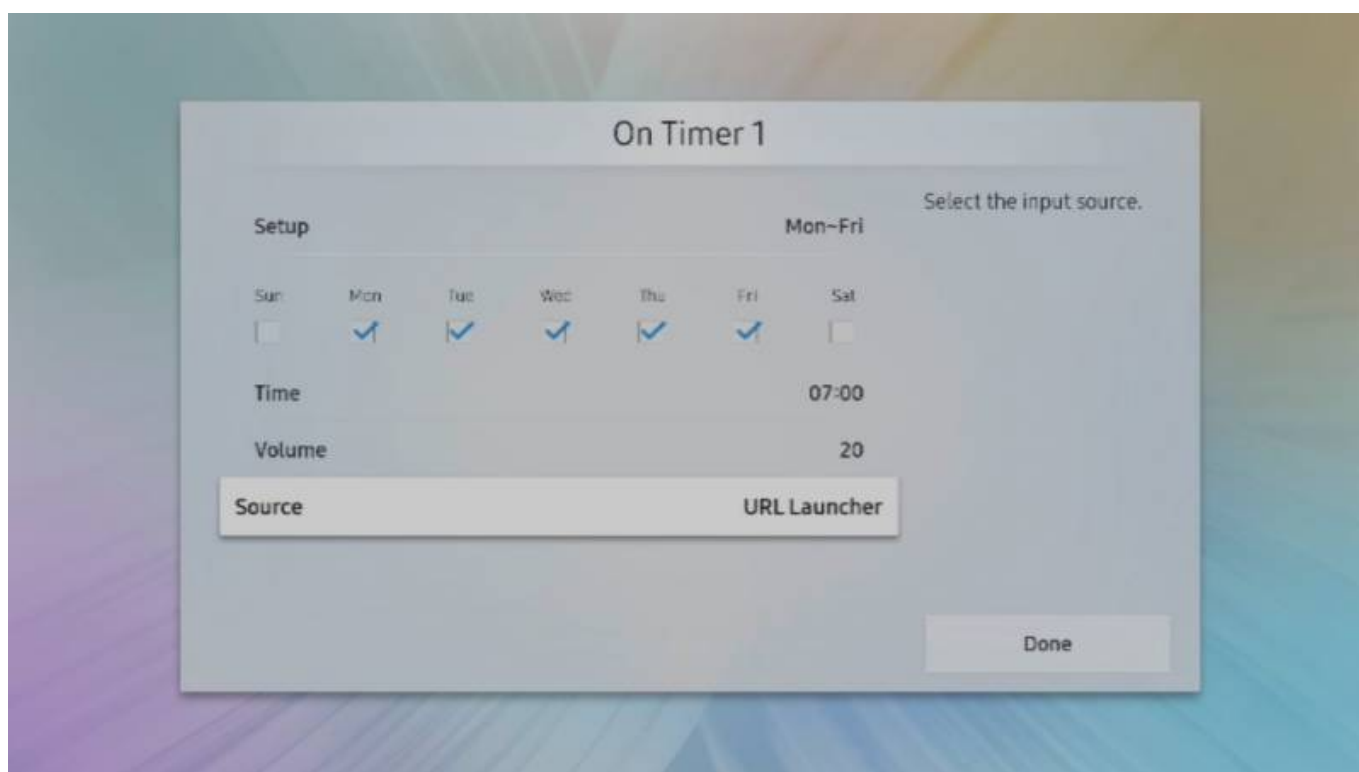 On Timer 1
Select the input source.
Setup Mon~Fri
Sun Mon Tue Wed Thu Fri Sat
Time 07:00
Volume 20
Source URL Launcher
Done